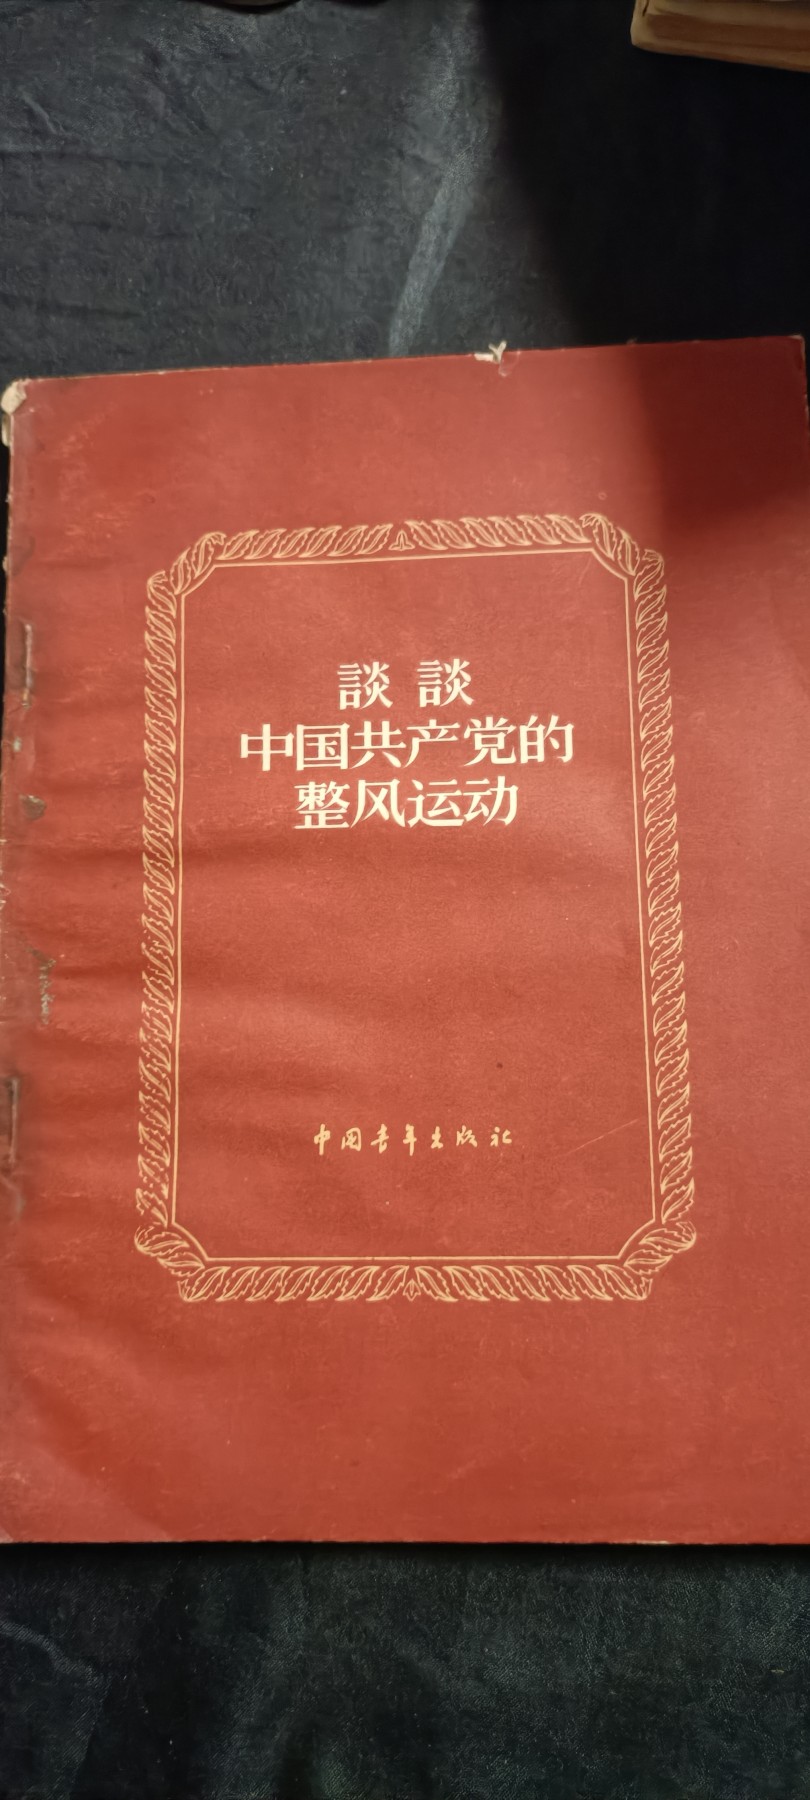 談談
中国共产党的
整风运动
中国青年出版社